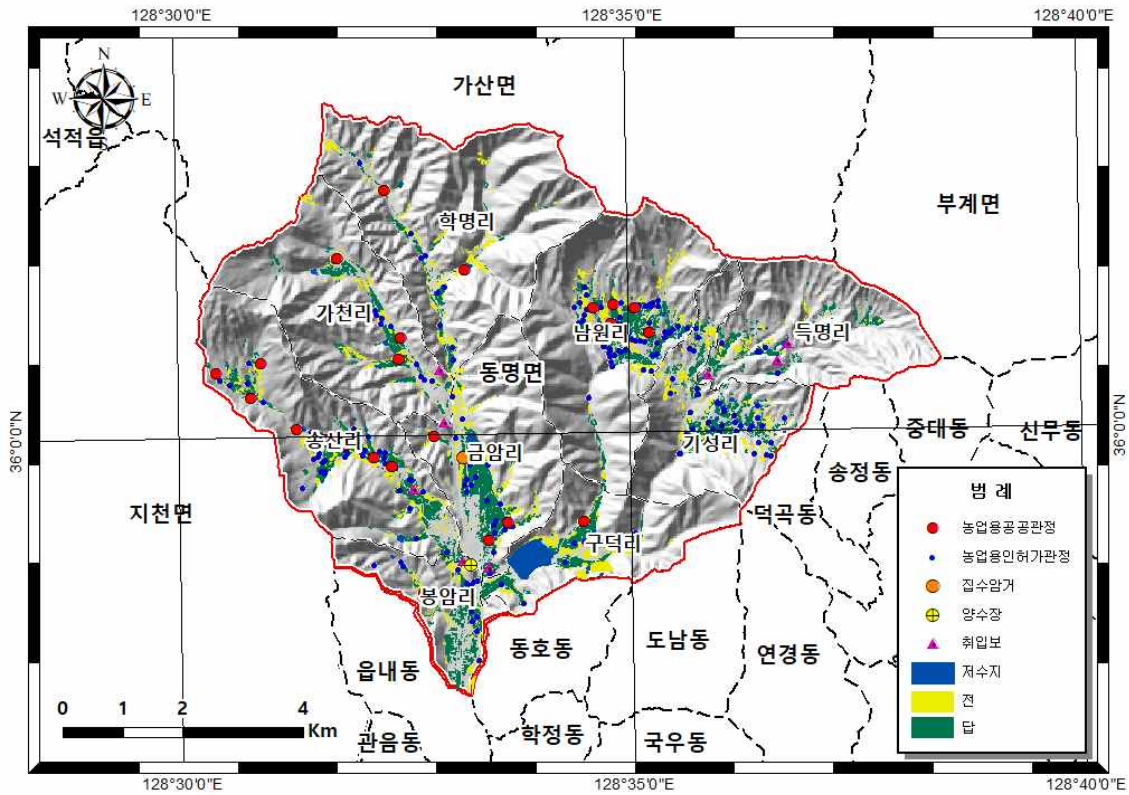 128°30'0"E
128°35'0"E
128°40'0"E
N
W
E
S
가산면
석적읍
부계면
학명리
가천리
남원리
득명리
동명면
36°0'0"N
36°0'0"N
송산리
금암리
기성리
중대동
신무동
송정동
지천면
덕곡동
구덕리
봉암리
동호동
도남동
연경동
읍내동
학정동
관음동
국우동
범 례
농업용공공관정
농업용인허가관정
집수암거
양수장
취입보
저수지
전
답
0 1 2 4
Km
128°30'0"E
128°35'0"E
128°40'0"E